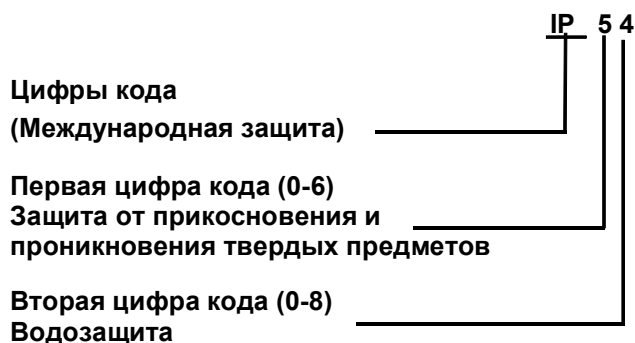 IP 5 4
Цифры кода
(Международная защита)
Первая цифра кода (0-6)
Защита от прикосновения и
проникновения твердых предметов
Вторая цифра кода (0-8)
Водозащита